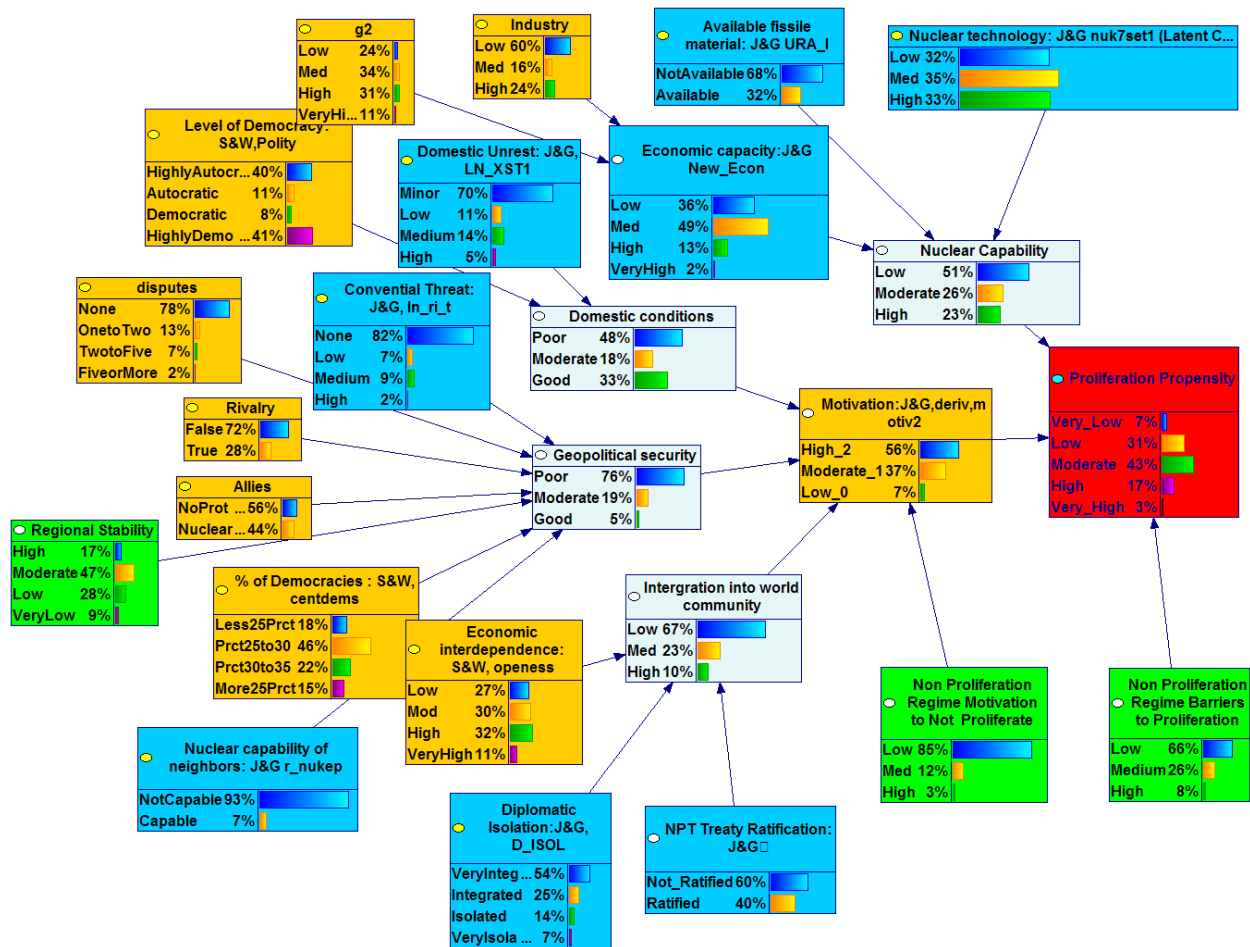 g2
Low 24%
Med 34%
High 31%
VeryHi... 11%
Industry
Low 60%
Med 16%
High 24%
Available fissile
material: J&G URA_I
NotAvailable 68%
Available 32%
Nuclear technology: J&G nuk7set1 (Latent C...
Low 32%
Med 35%
High 33%
Level of Democracy:
S&W,Polity
HighlyAutocr... 40%
Autocratic 11%
Democratic 8%
HighlyDemo ... 41%
Domestic Unrest: J&G,
LN_XST1
Minor 70%
Low 11%
Medium 14%
High 5%
Economic capacity:J&G
New_Econ
Low 36%
Med 49%
High 13%
VeryHigh 2%
Nuclear Capability
Low 51%
Moderate 26%
High 23%
disputes
None 78%
OnetoTwo 13%
TwotoFive 7%
FiveorMore 2%
Convential Threat:
J&G, ln_ri_t
None 82%
Low 7%
Medium 9%
High 2%
Domestic conditions
Poor 48%
Moderate 18%
Good 33%
Proliferation Propensity
Very_Low 7%
Low 31%
Moderate 43%
High 17%
Very_High 3%
Rivalry
False 72%
True 28%
Motivation:J&G,deriv,m
otiv2
High_2 56%
Moderate_1 37%
Low_0 7%
Geopolitical security
Poor 76%
Moderate 19%
Good 5%
Allies
NoProt ... 56%
Nuclear... 44%
Regional Stability
High 17%
Moderate 47%
Low 28%
VeryLow 9%
% of Democracies : S&W,
centdems
Less25Prct 18%
Prct25to30 46%
Prct30to35 22%
More25Prct 15%
Economic
interdependence:
S&W, openess
Low 27%
Mod 30%
High 32%
VeryHigh 11%
Intergration into world
community
Low 67%
Med 23%
High 10%
Non Proliferation
Regime Motivation
to Not Proliferate
Low 85%
Med 12%
High 3%
Non Proliferation
Regime Barriers
to Proliferation
Low 66%
Medium 26%
High 8%
Nuclear capability of
neighbors: J&G r_nukep
NotCapable 93%
Capable 7%
Diplomatic
Isolation:J&G,
D_ISOL
VeryInteg ... 54%
Integrated 25%
Isolated 14%
VeryIsola ... 7%
NPT Treaty Ratification:
J&G
Not_Ratified 60%
Ratified 40%